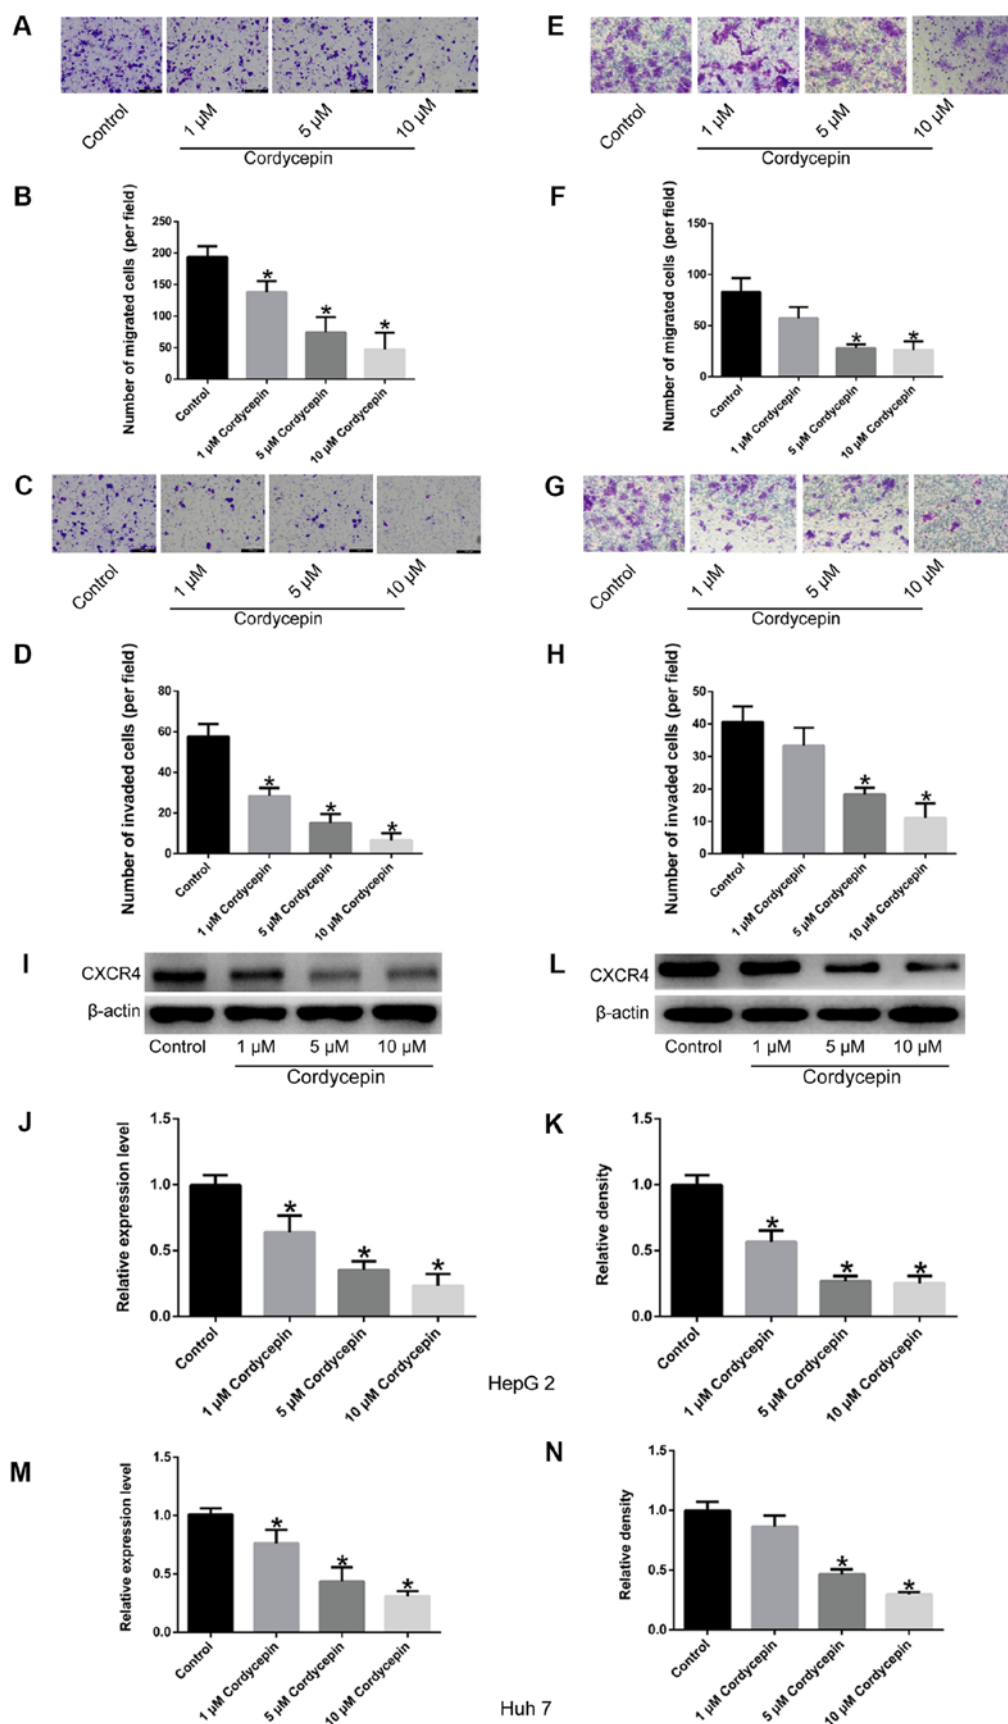 A
Control
1 µM
5 µM
10 µM
Cordycepin
E
Control
1 µM
5 µM
10 µM
Cordycepin
B
Number of migrated cells (per field)
250
200
150
100
50
0
*
*
*
Control
1 µM Cordycepin
5 µM Cordycepin
10 µM Cordycepin
F
Number of migrated cells (per field)
150
100
50
0
*
*
Control
1 µM Cordycepin
5 µM Cordycepin
10 µM Cordycepin
C
Control
1 µM
5 µM
10 µM
Cordycepin
G
Control
1 µM
5 µM
10 µM
Cordycepin
D
Number of invaded cells (per field)
80
60
40
20
0
*
*
*
Control
1 µM Cordycepin
5 µM Cordycepin
10 µM Cordycepin
H
Number of invaded cells (per field)
50
40
30
20
10
0
*
*
Control
1 µM Cordycepin
5 µM Cordycepin
10 µM Cordycepin
I
CXCR4
β-actin
Control 1 µM 5 µM 10 µM
Cordycepin
L
CXCR4
β-actin
Control 1 µM 5 µM 10 µM
Cordycepin
J
Relative expression level
1.5
1.0
0.5
0.0
*
*
*
Control
1 µM Cordycepin
5 µM Cordycepin
10 µM Cordycepin
K
Relative density
1.5
1.0
0.5
0.0
*
*
*
Control
1 µM Cordycepin
5 µM Cordycepin
10 µM Cordycepin
HepG 2
M
Relative expression level
1.5
1.0
0.5
0.0
*
*
*
Control
1 µM Cordycepin
5 µM Cordycepin
10 µM Cordycepin
N
Relative density
1.5
1.0
0.5
0.0
*
*
Control
1 µM Cordycepin
5 µM Cordycepin
10 µM Cordycepin
Huh 7